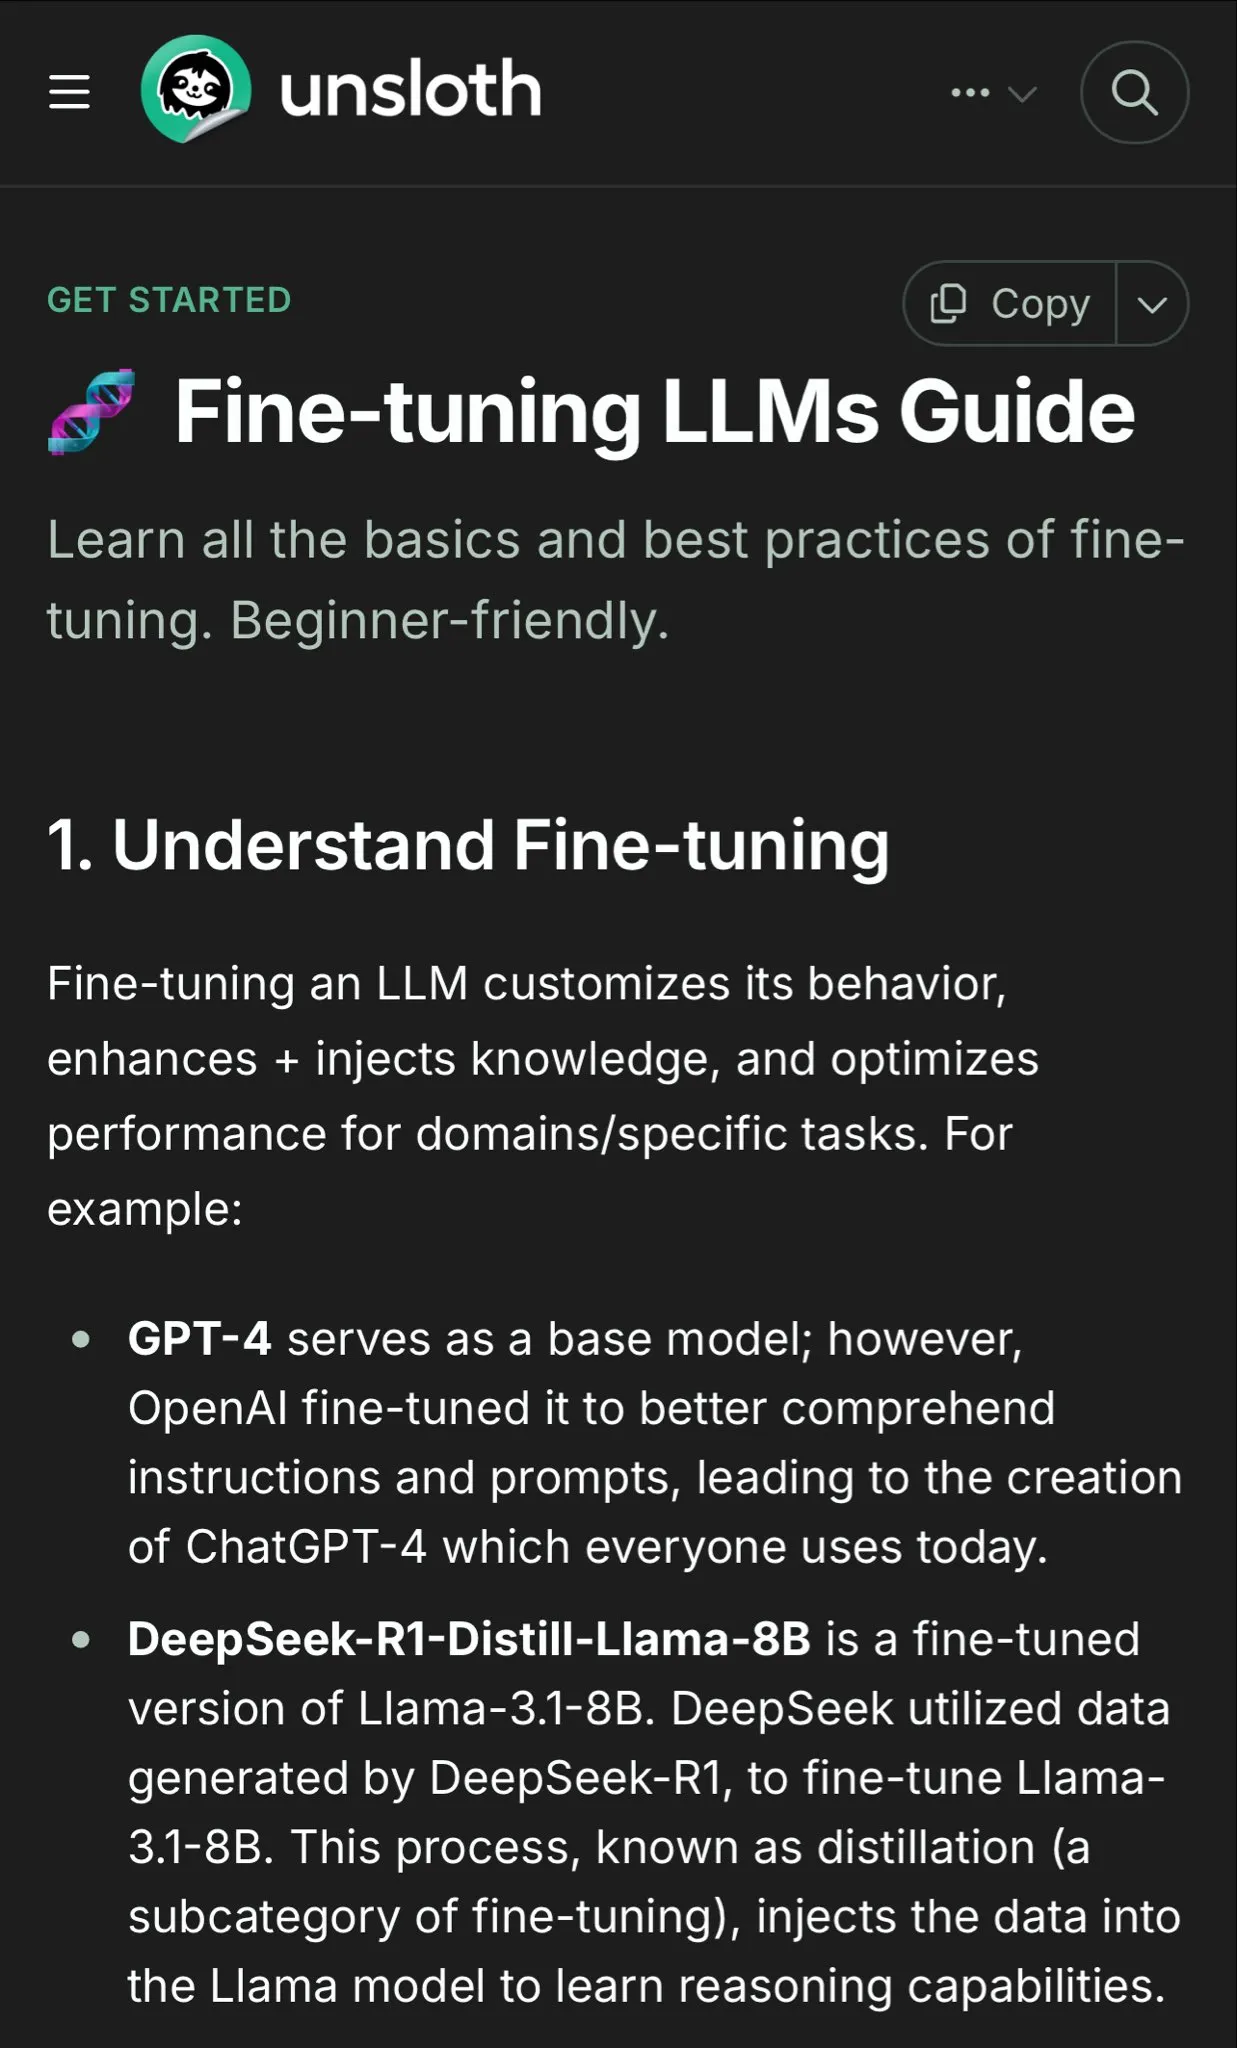 unsloth
GET STARTED
Copy
🧬 Fine-tuning LLMs Guide
Learn all the basics and best practices of fine-
tuning. Beginner-friendly.
1. Understand Fine-tuning
Fine-tuning an LLM customizes its behavior,
enhances + injects knowledge, and optimizes
performance for domains/specific tasks. For
example:
• GPT-4 serves as a base model; however,
OpenAI fine-tuned it to better comprehend
instructions and prompts, leading to the creation
of ChatGPT-4 which everyone uses today.
• DeepSeek-R1-Distill-Llama-8B is a fine-tuned
version of Llama-3.1-8B. DeepSeek utilized data
generated by DeepSeek-R1, to fine-tune Llama-
3.1-8B. This process, known as distillation (a
subcategory of fine-tuning), injects the data into
the Llama model to learn reasoning capabilities.